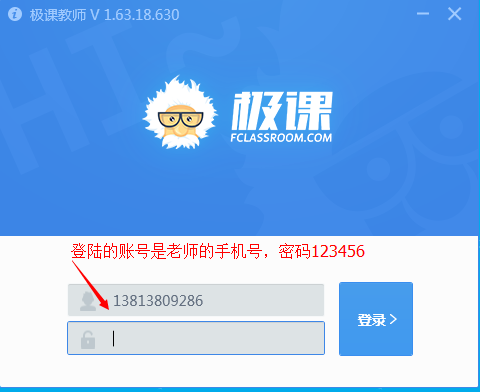 极课教师 V 1.63.18.630
HI~
极课
FCLASSROOM.COM
登陆的账号是老师的手机号，密码123456
13813809286
登录 >